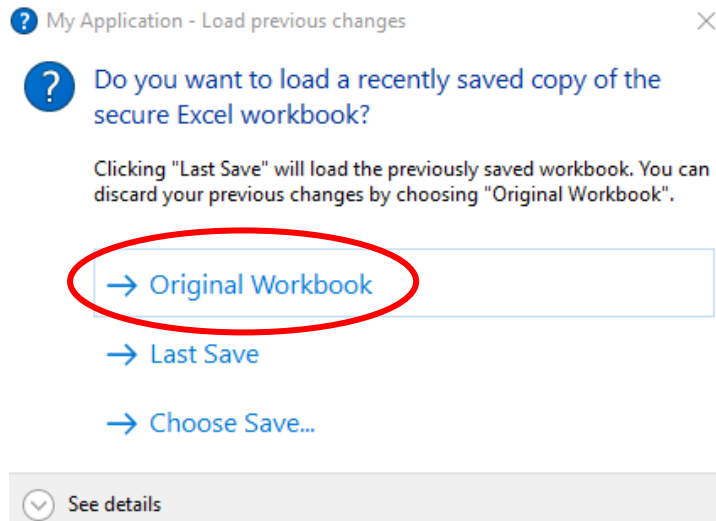 My Application - Load previous changes
Do you want to load a recently saved copy of the
secure Excel workbook?
Clicking "Last Save" will load the previously saved workbook. You can
discard your previous changes by choosing "Original Workbook".
→ Original Workbook
→ Last Save
→ Choose Save...
See details